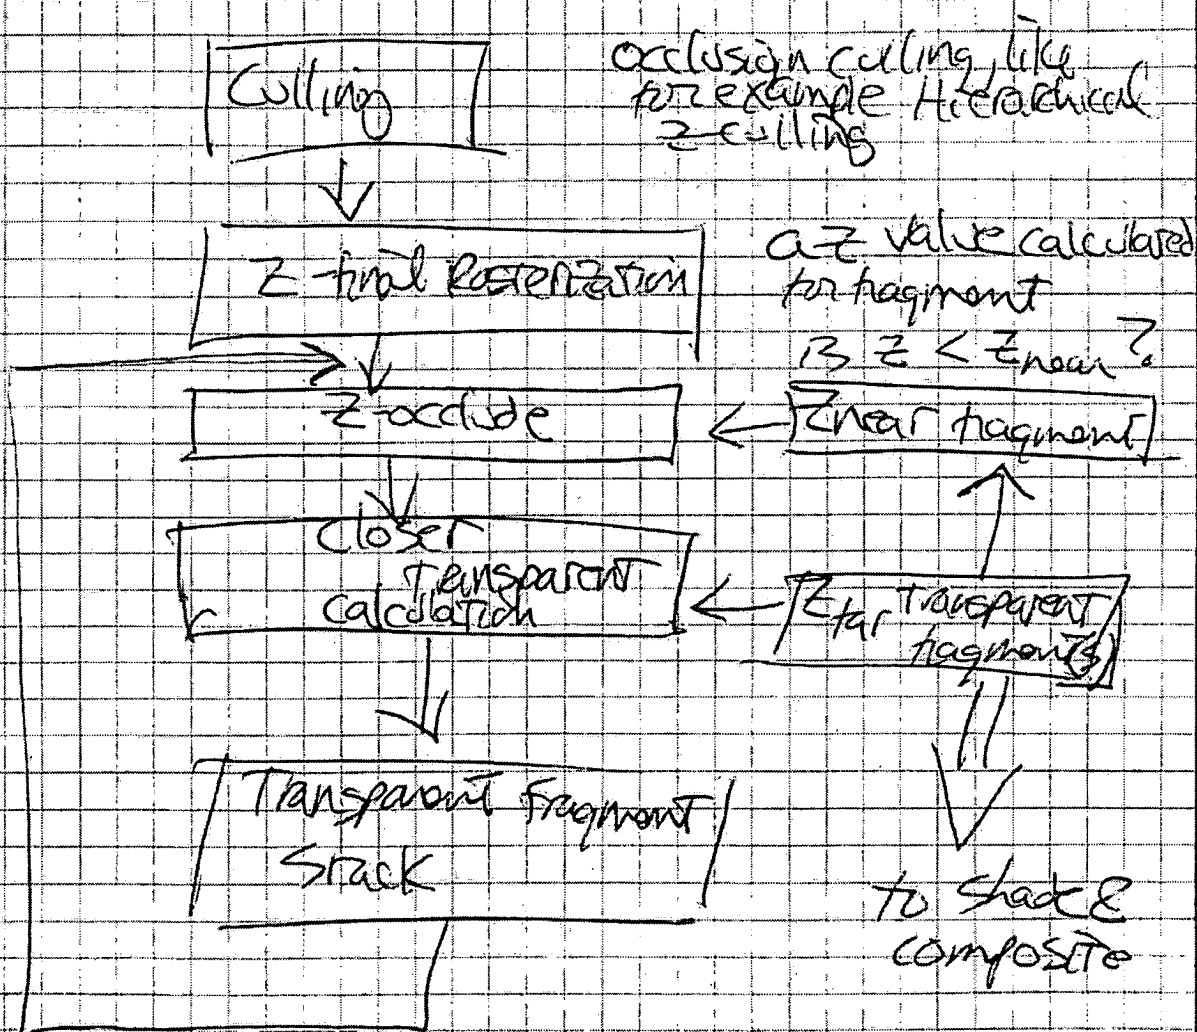 Culling
occlusion culling, like
for example Hierarchical
Z-culling
Z-final Rasterization
a z value calculated
for fragment
is z < Znear?
Z-occlude
Znear fragment
Closer
Transparent
calculation
Zfar Transparent
fragment(s)
Transparent Fragment
Stack
to Shade &
composite